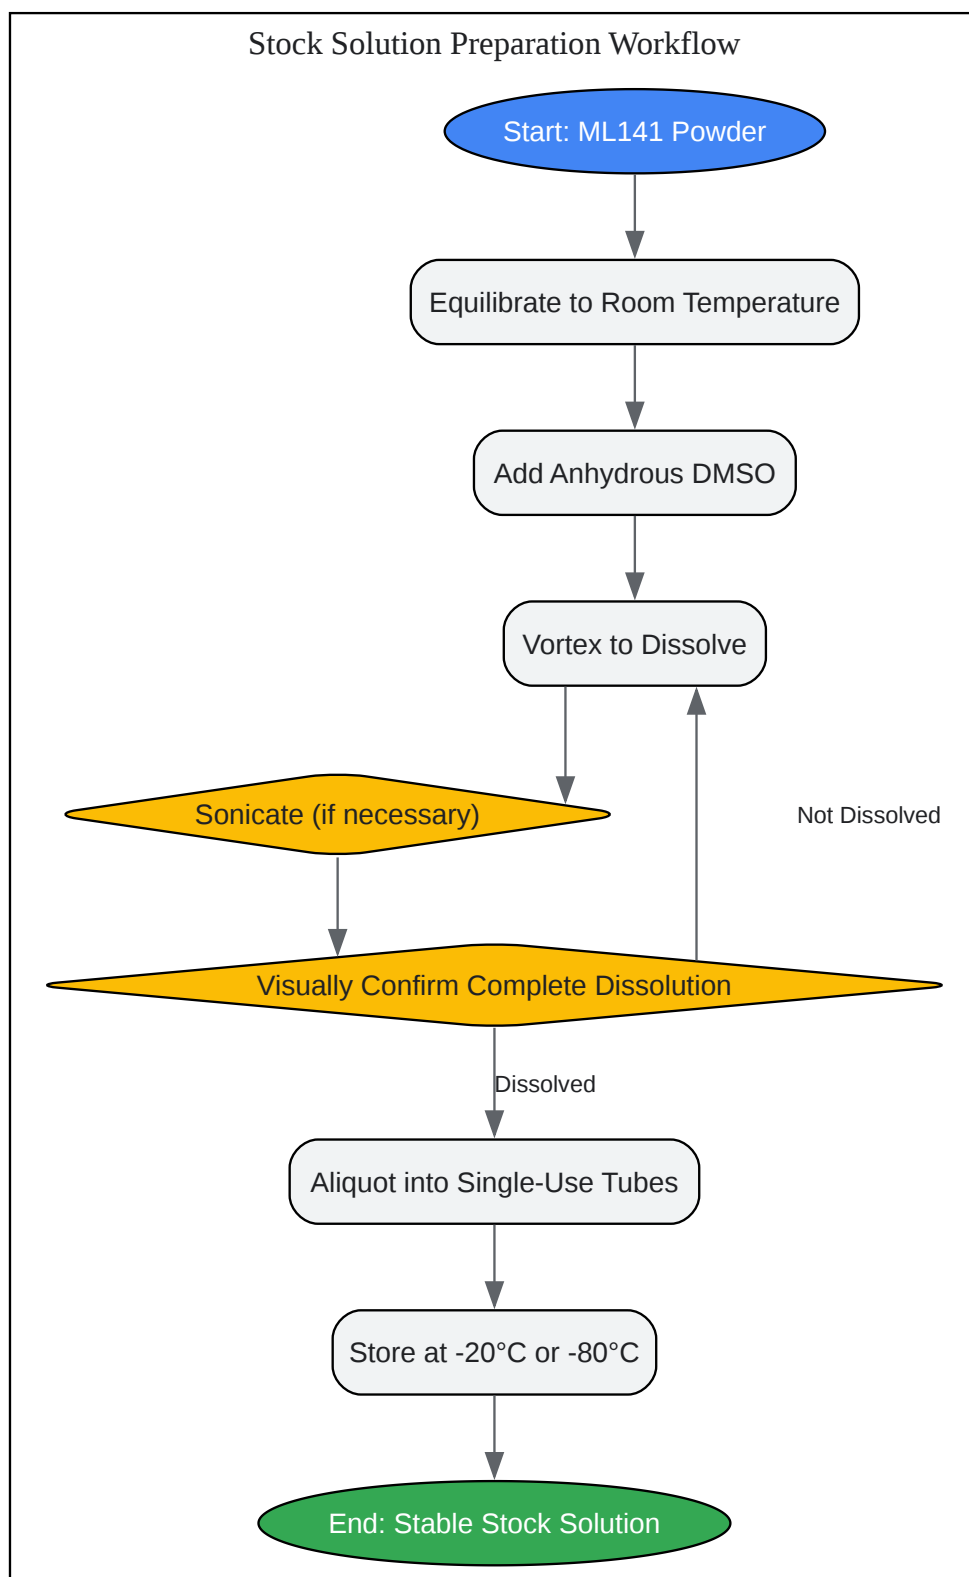 Stock Solution Preparation Workflow
Start: ML141 Powder
Equilibrate to Room Temperature
Add Anhydrous DMSO
Vortex to Dissolve
Sonicate (if necessary)
Not Dissolved
Visually Confirm Complete Dissolution
Dissolved
Aliquot into Single-Use Tubes
Store at -20°C or -80°C
End: Stable Stock Solution